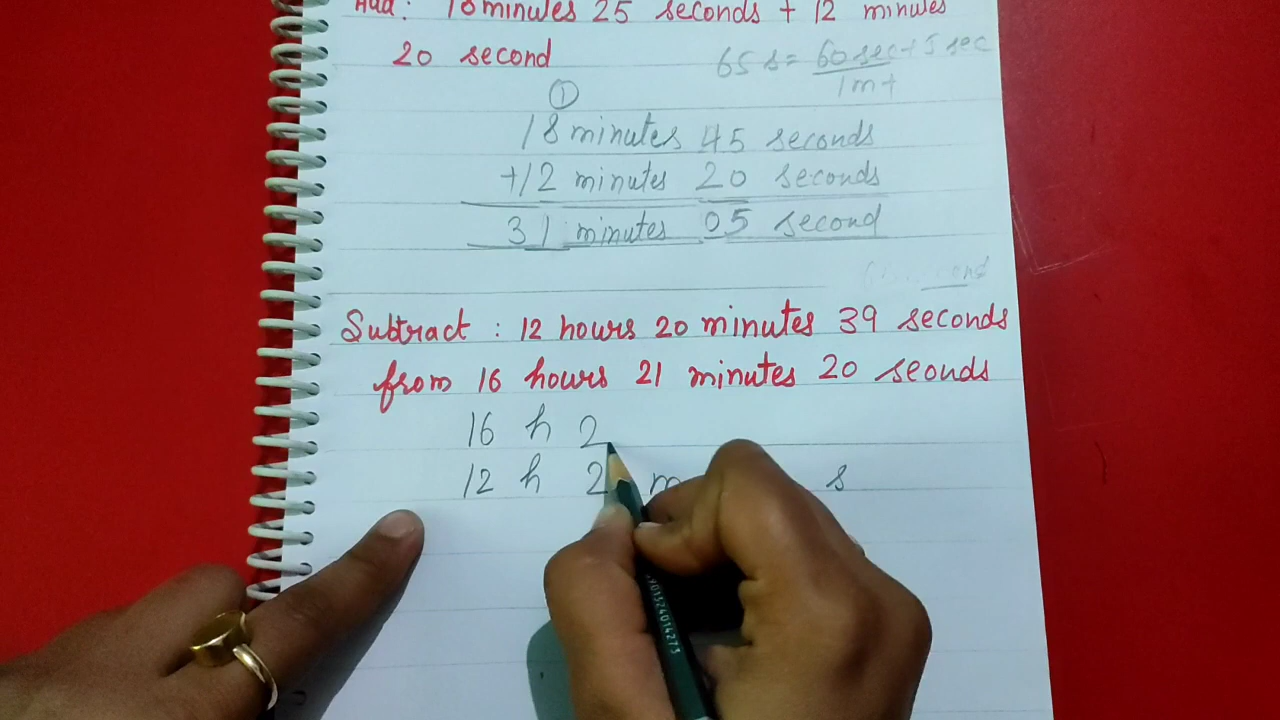 Add: 18 minutes 25 seconds + 12 minutes
20 second
65 s = 60 sec + 5 sec
1 mt
1
18 minutes 45 seconds
+12 minutes 20 seconds
31 minutes 05 second
Subtract : 12 hours 20 minutes 39 seconds
from 16 hours 21 minutes 20 seonds
16 h 2
12 h 2 m s